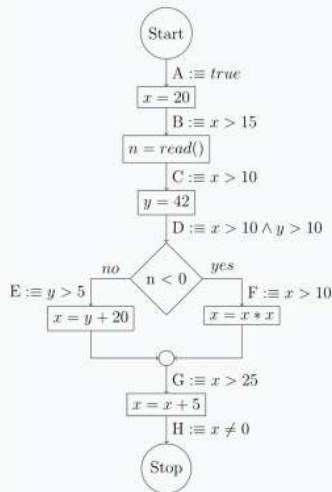 Start
A :≡ true
x = 20
B :≡ x > 15
n = read()
C :≡ x > 10
y = 42
D :≡ x > 10 ∧ y > 10
no
n < 0
yes
E :≡ y > 5
F :≡ x > 10
x = y + 20
x = x * x
G :≡ x > 25
x = x + 5
H :≡ x ≠ 0
Stop